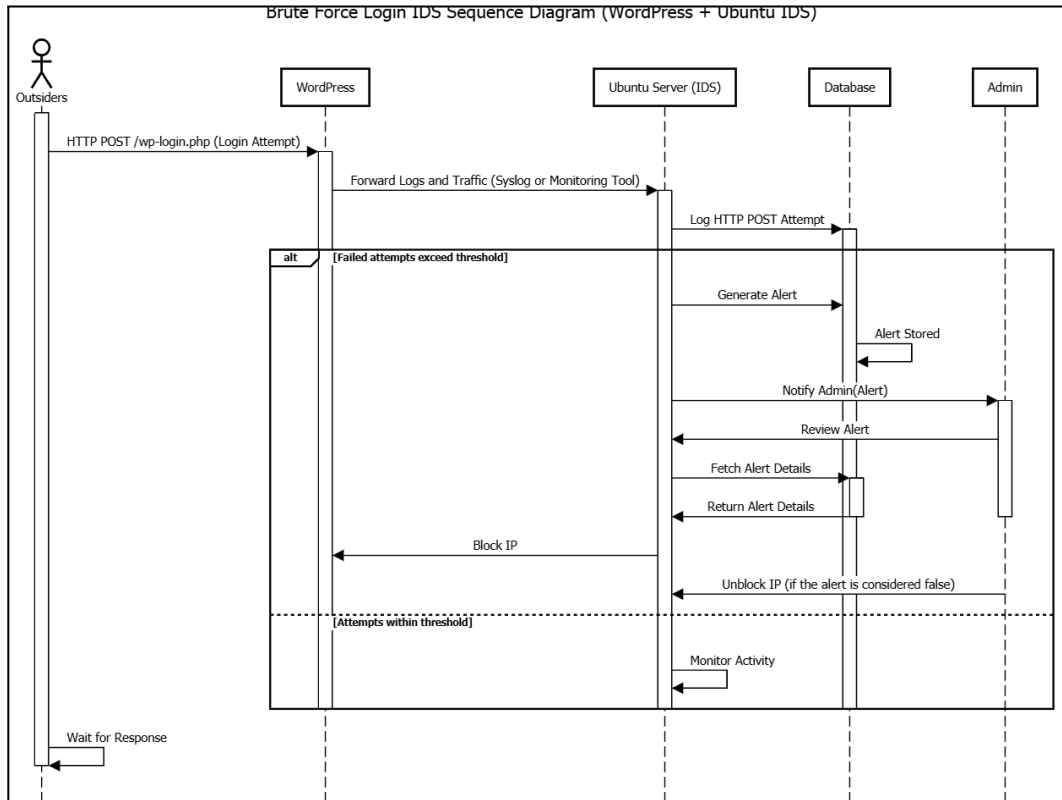 Brute Force Login IDS Sequence Diagram (WordPress + Ubuntu IDS)
Outsiders
WordPress
Ubuntu Server (IDS)
Database
Admin
HTTP POST /wp-login.php (Login Attempt)
Forward Logs and Traffic (Syslog or Monitoring Tool)
Log HTTP POST Attempt
alt
[Failed attempts exceed threshold]
Generate Alert
Alert Stored
Notify Admin(Alert)
Review Alert
Fetch Alert Details
Return Alert Details
Block IP
Unblock IP (if the alert is considered false)
[Attempts within threshold]
Monitor Activity
Wait for Response